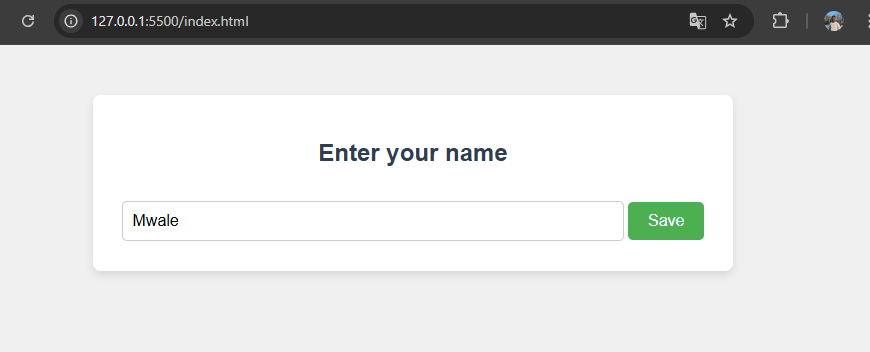 127.0.0.1:5500/index.html
Enter your name
Mwale
Save